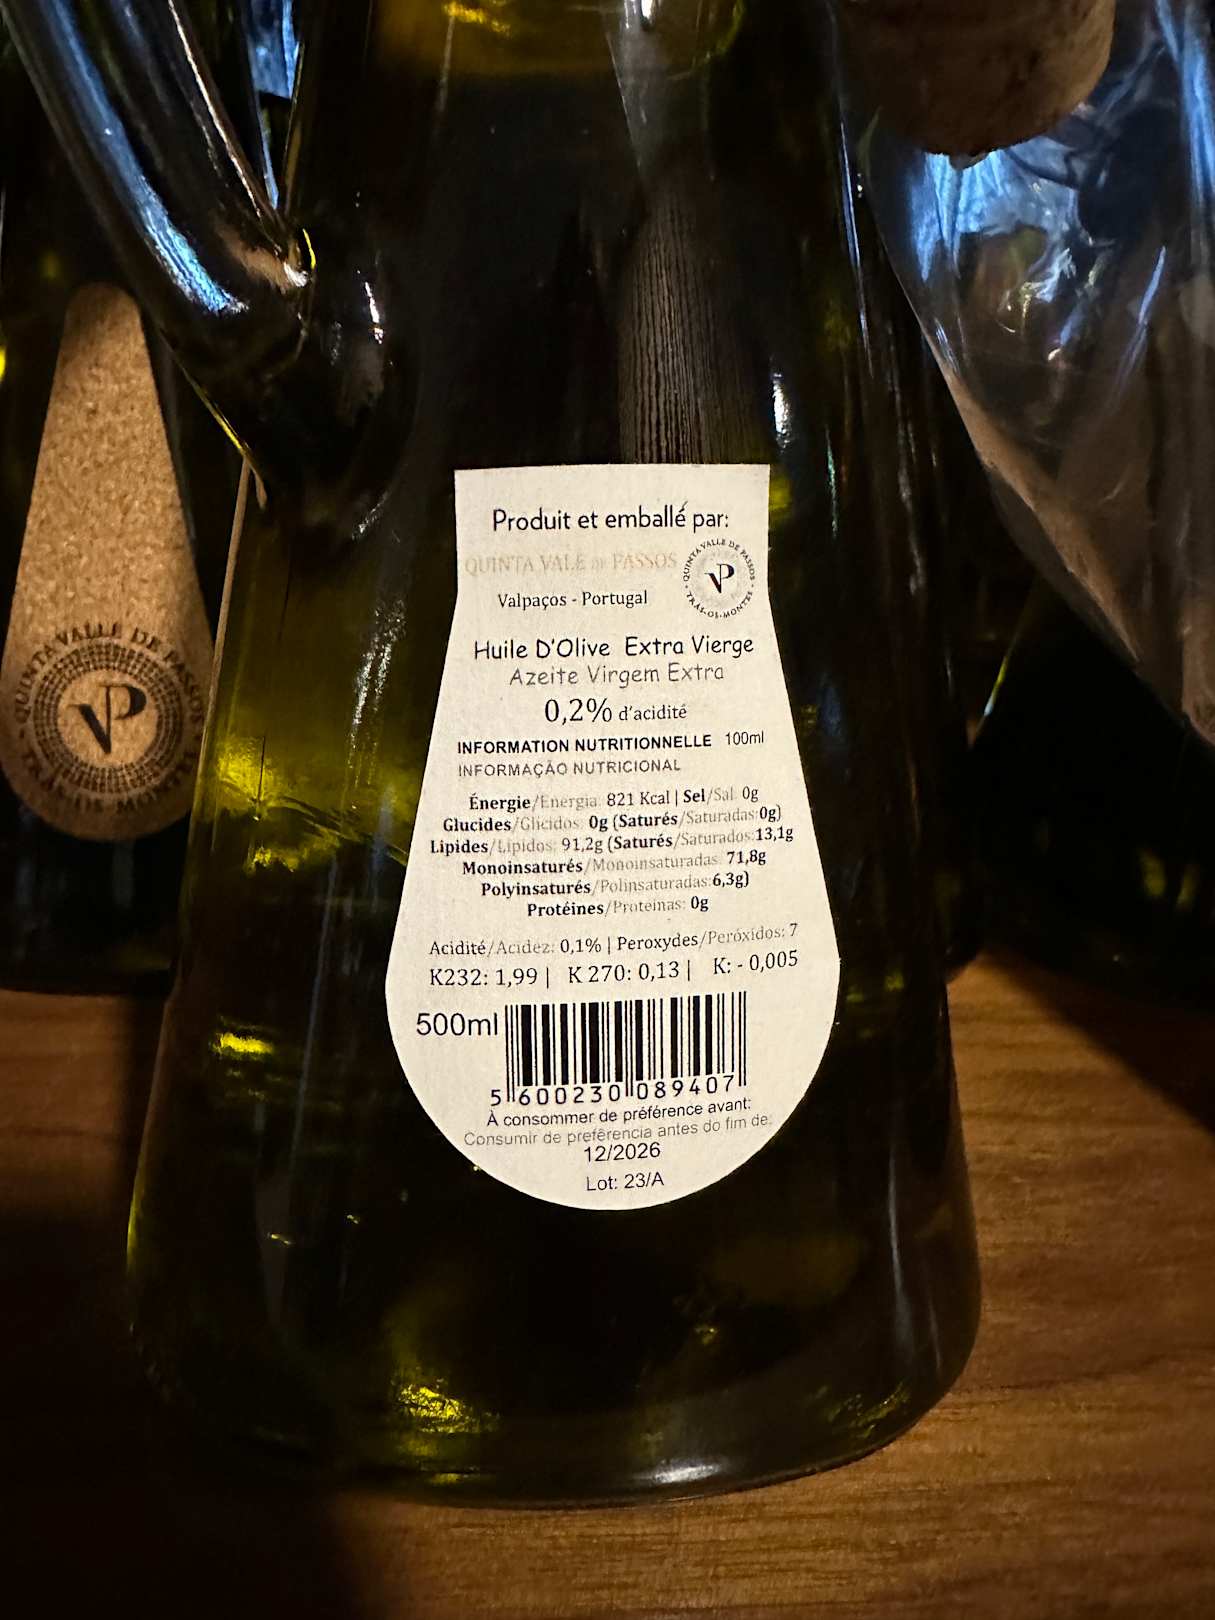 Produit et emballé par:
QUINTA VALE DE PASSOS
QUINTA VALLE DE PASSOS · TRÁS-OS-MONTES ·
VP
Valpaços - Portugal
Huile D'Olive Extra Vierge
Azeite Virgem Extra
0,2% d'acidité
INFORMATION NUTRITIONNELLE 100ml
INFORMAÇÃO NUTRICIONAL
Énergie/Energia: 821 Kcal | Sel/Sal: 0g
Glucides/Glicidos: 0g (Saturés/Saturadas:0g)
Lipides/Lípidos: 91,2g (Saturés/Saturados:13,1g
Monoinsaturés/Monoinsaturadas: 71,8g
Polyinsaturés/Polinsaturadas:6,3g)
Protéines/Proteinas: 0g
Acidité/Acidez: 0,1% | Peroxydes/Peróxidos: 7
K232: 1,99 | K 270: 0,13 | K: - 0,005
500ml
5 600230 089407
À consommer de préférence avant:
Consumir de preferência antes do fim de:
12/2026
Lot: 23/A
QUINTA VALLE DE PASSOS · TRÁS-OS-MONTES
VP